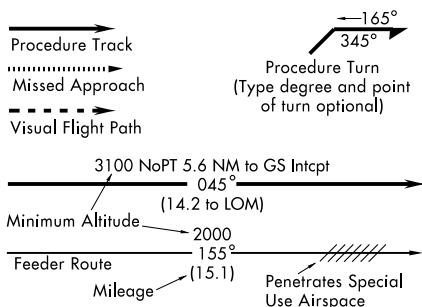 165°
345°
Procedure Track
Procedure Turn
(Type degree and point
of turn optional)
Missed Approach
Visual Flight Path
3100 NoPT 5.6 NM to GS Intcpt
045°
(14.2 to LOM)
Minimum Altitude
2000
155°
Feeder Route
(15.1)
Mileage
Penetrates Special
Use Airspace